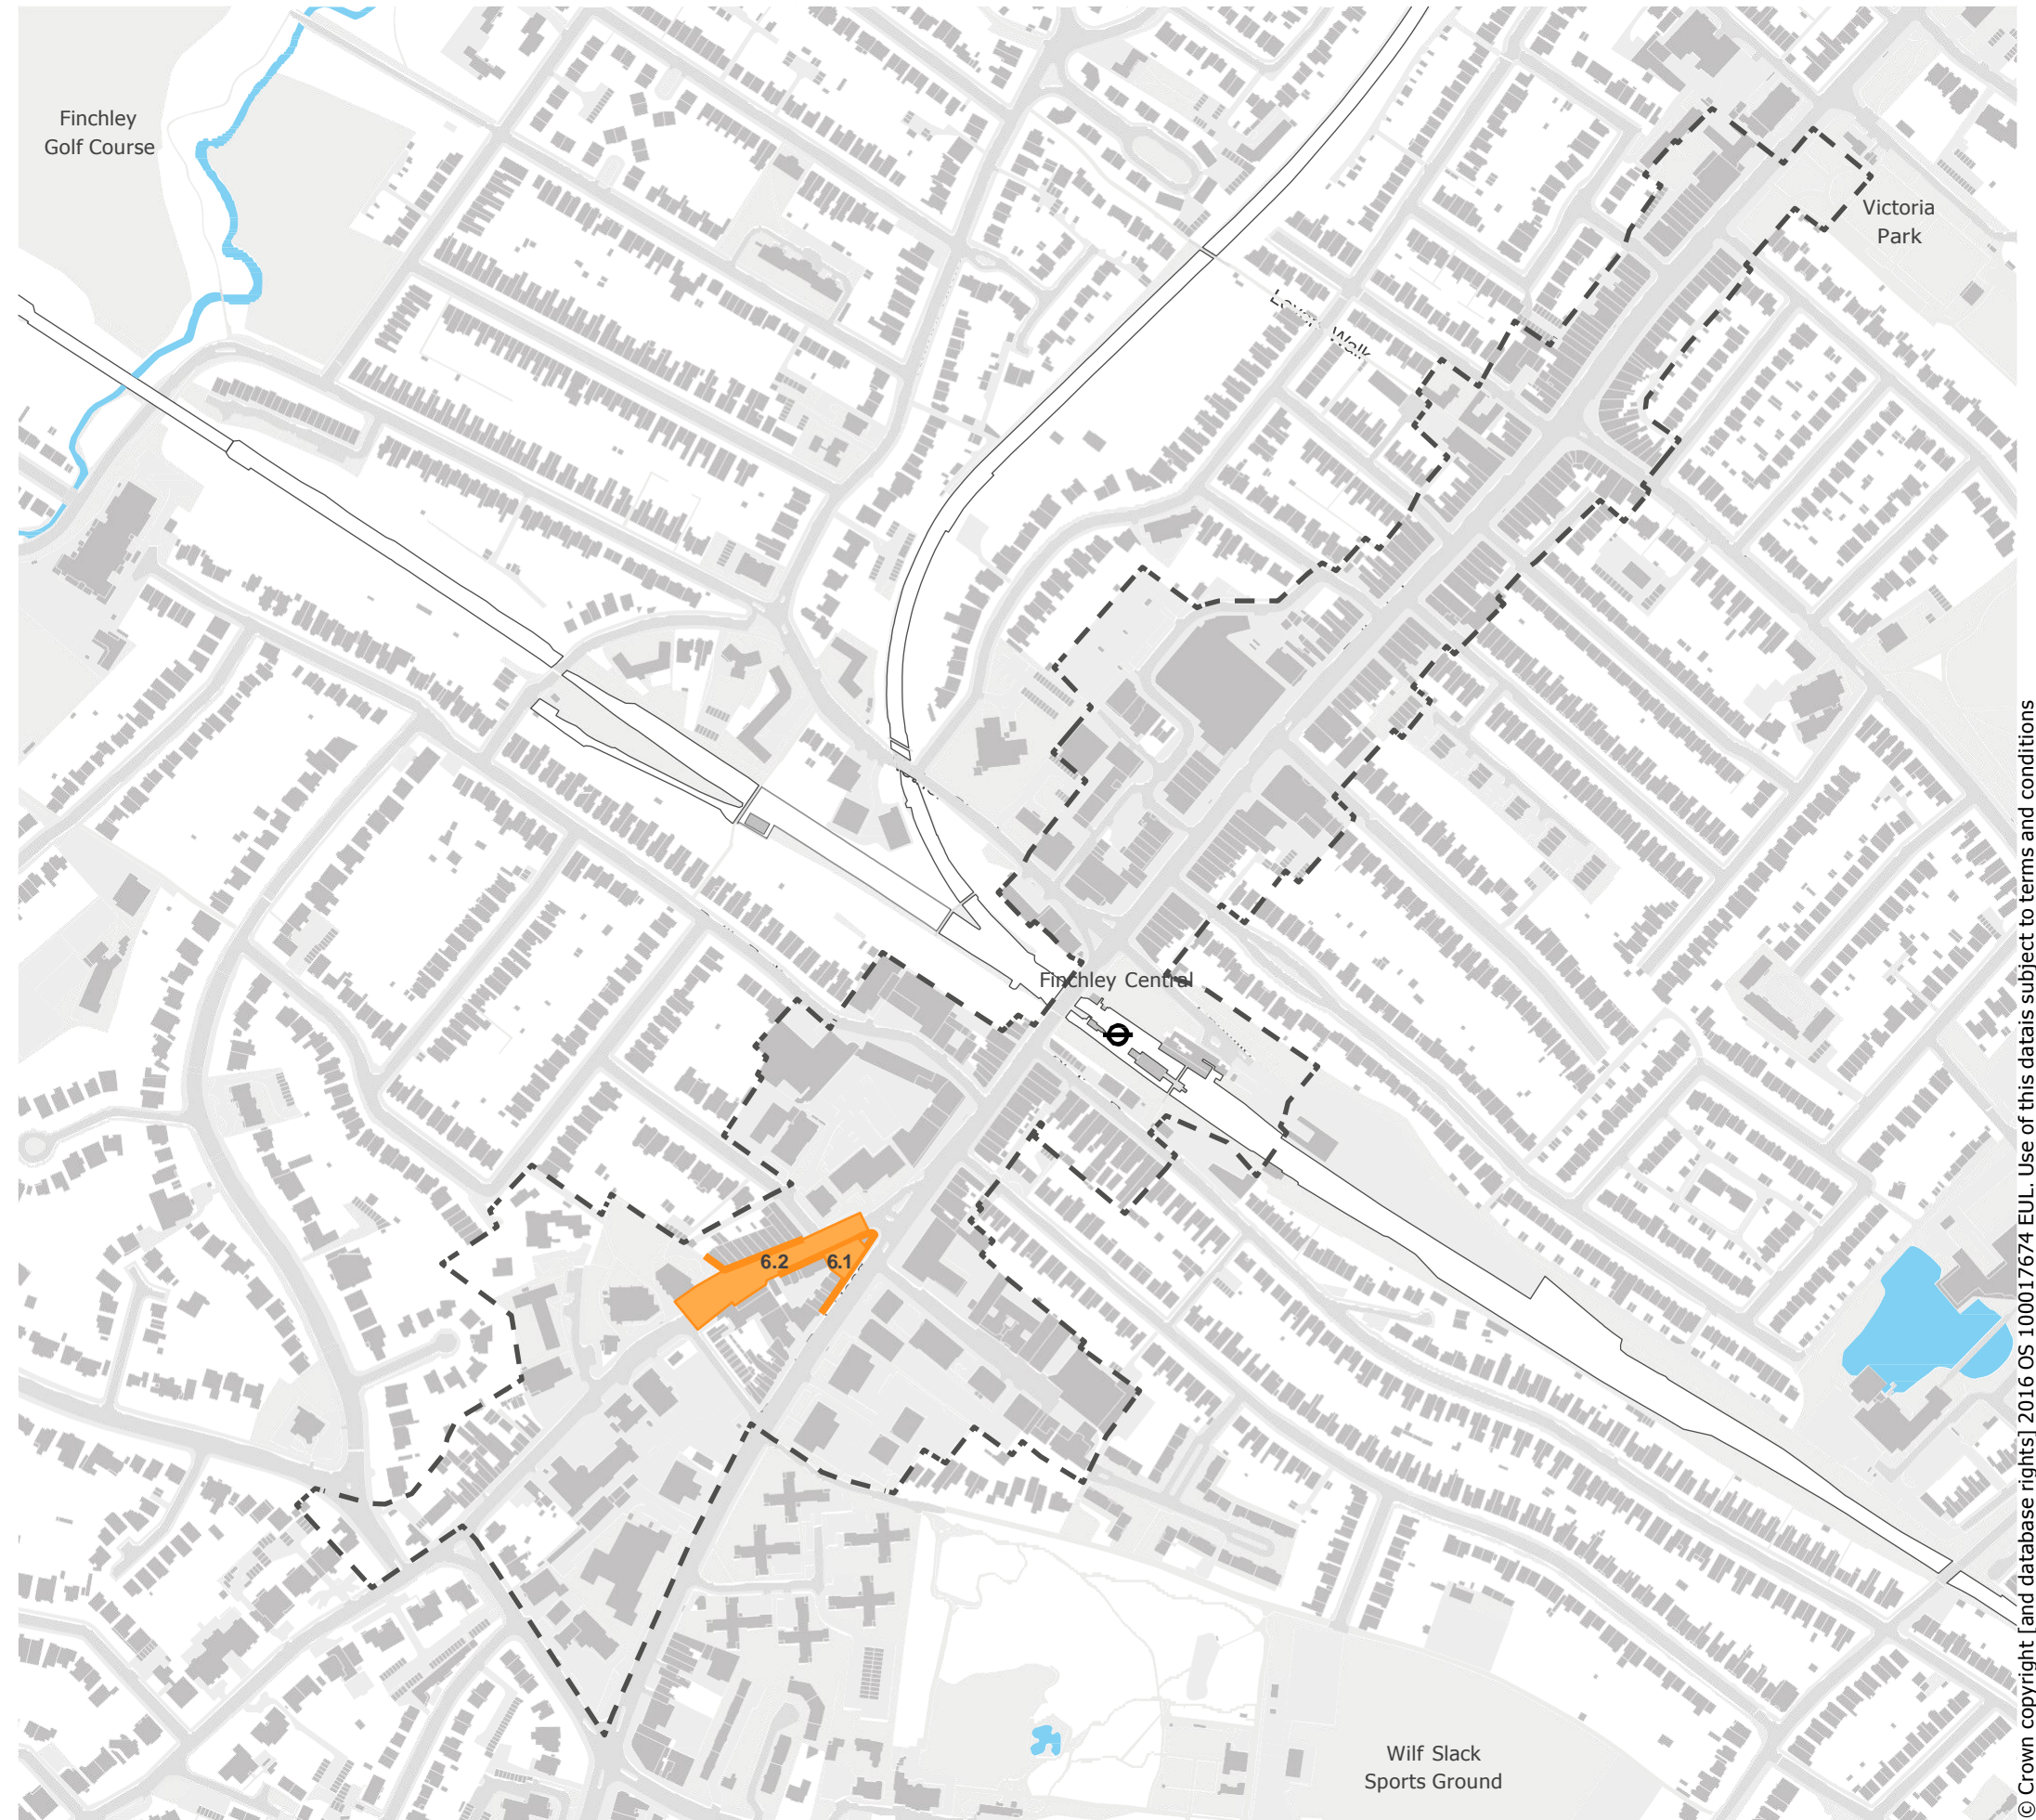 Finchley
Golf Course
Victoria
Park
Walk
Finchley Central
6.2
6.1
Wilf Slack
Sports Ground
© Crown copyright [and database rights] 2016 OS 100017674 EUL. Use of this datais subject to terms and conditions